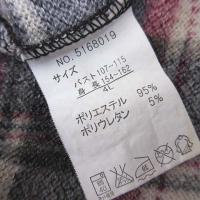 NO. 5168019
サイズ
バスト107-115
身 長154-162
4L
ポリエステル 95%
ポリウレタン 5%